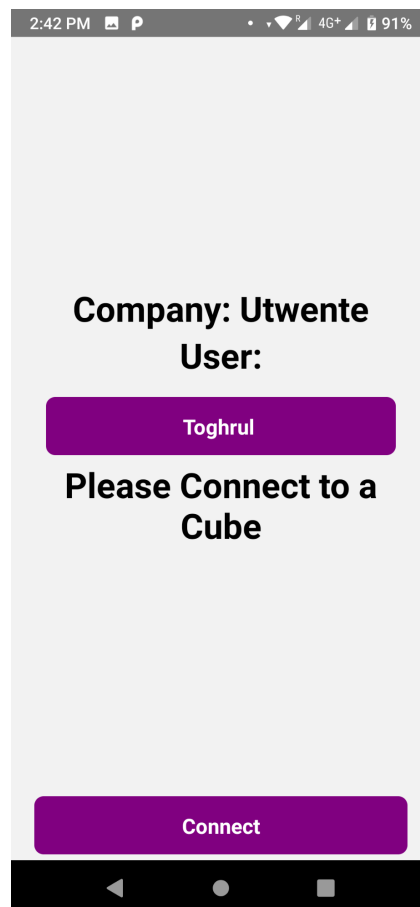 2:42 PM R 4G+ 91%
Company: Utwente
User:
Toghrul
Please Connect to a
Cube
Connect